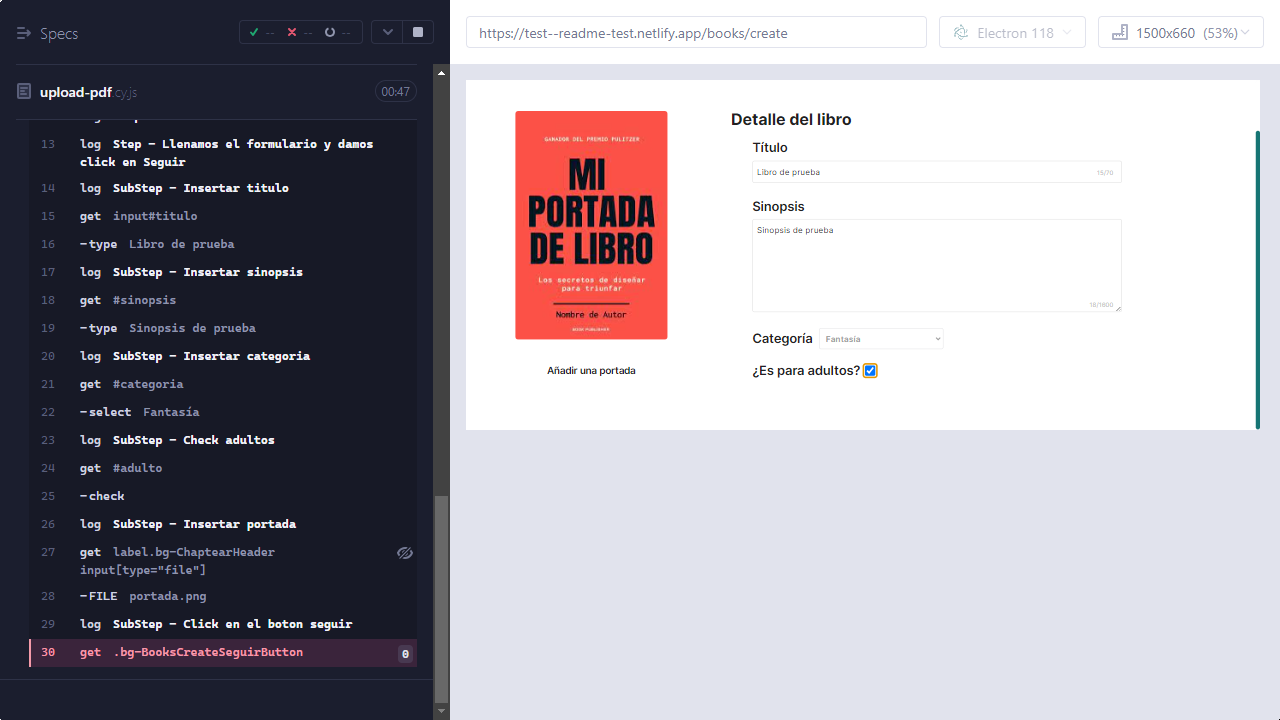 Specs
-- -- --
upload-pdf.cy.js
00:47
13 log Step - Llenamos el formulario y damos
click en Seguir
14 log SubStep - Insertar titulo
15 get input#titulo
16 -type Libro de prueba
17 log SubStep - Insertar sinopsis
18 get #sinopsis
19 -type Sinopsis de prueba
20 log SubStep - Insertar categoria
21 get #categoria
22 -select Fantasía
23 log SubStep - Check adultos
24 get #adulto
25 -check
26 log SubStep - Insertar portada
27 get label.bg-ChaptearHeader
input[type="file"]
28 -FILE portada.png
29 log SubStep - Click en el boton seguir
30 get .bg-BooksCreateSeguirButton 0
https://test--readme-test.netlify.app/books/create
Electron 118
1500x660 (53%)
GANADOR DEL PREMIO PULITZER
MI
PORTADA
DE LIBRO
Los secretos de diseñar
para triunfar
Nombre de Autor
Añadir una portada
Detalle del libro
Título
Libro de prueba
15/70
Sinopsis
Sinopsis de prueba
18/1600
Categoría
Fantasía
¿Es para adultos?